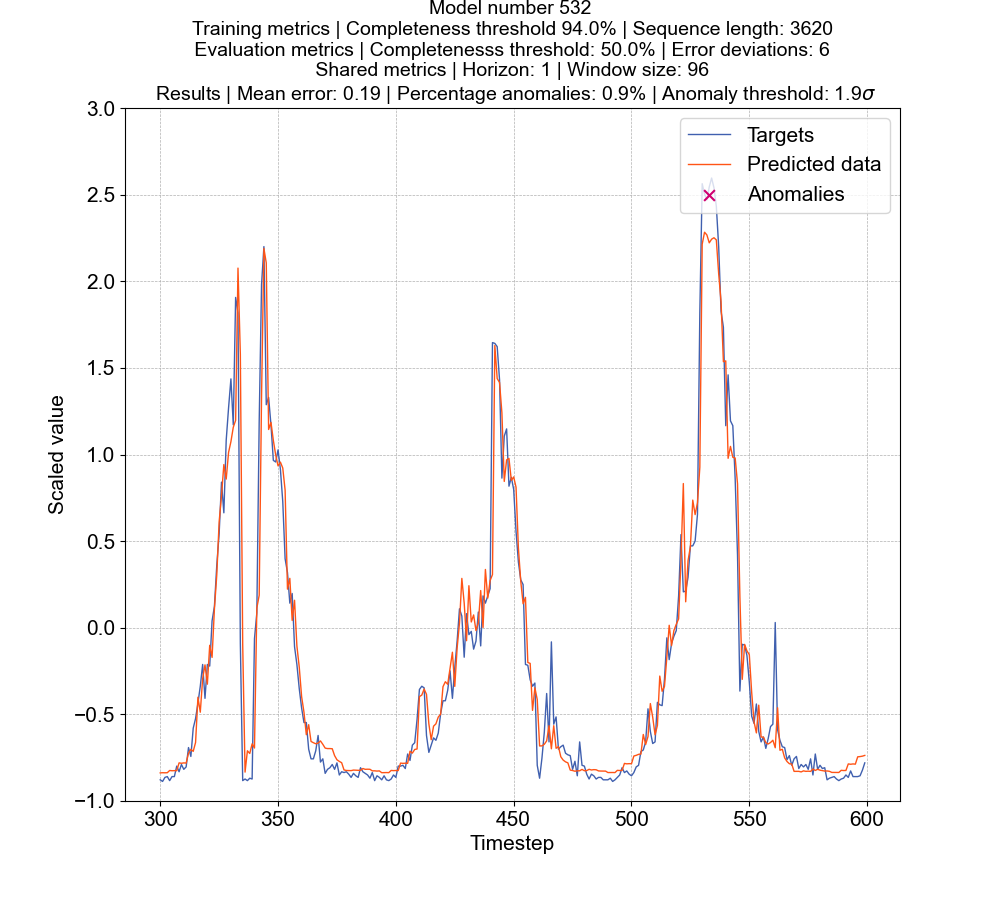 Model number 532
Training metrics | Completeness threshold 94.0% | Sequence length: 3620
Evaluation metrics | Completenesss threshold: 50.0% | Error deviations: 6
Shared metrics | Horizon: 1 | Window size: 96
Results | Mean error: 0.19 | Percentage anomalies: 0.9% | Anomaly threshold: 1.9σ
Targets
Predicted data
Anomalies
Scaled value
3.0
2.5
2.0
1.5
1.0
0.5
0.0
−0.5
−1.0
300 350 400 450 500 550 600
Timestep